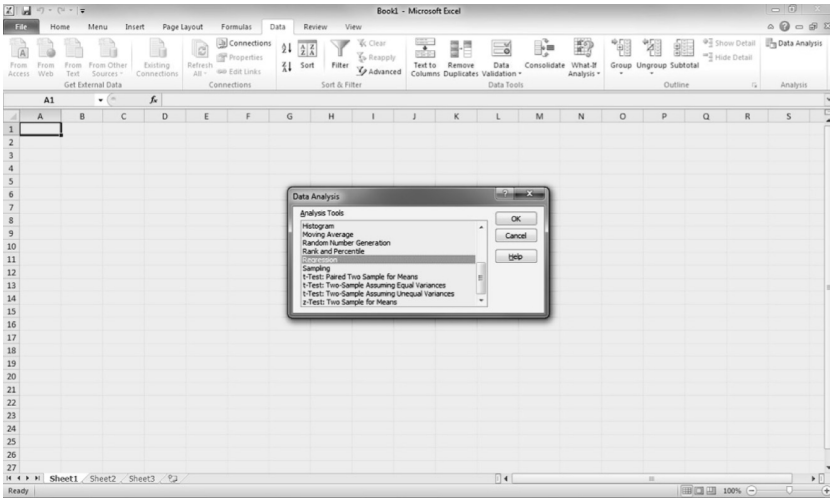 Book1 - Microsoft Excel
File Home Menu Insert Page Layout Formulas Data Review View
From Access
From Web
From Text
From Other Sources
Existing Connections
Get External Data
Refresh All
Connections
Properties
Edit Links
Connections
Sort
Filter
Clear
Reapply
Advanced
Sort & Filter
Text to Columns
Remove Duplicates
Data Validation
Consolidate
What-If Analysis
Data Tools
Group
Ungroup
Subtotal
Show Detail
Hide Detail
Outline
Data Analysis
Analysis
A1 fx
A B C D E F G H I J K L M N O P Q R S
1
2
3
4
5
6
7
8
9
10
11
12
13
14
15
16
17
18
19
20
21
22
23
24
25
26
27
Data Analysis
Analysis Tools
Histogram
Moving Average
Random Number Generation
Rank and Percentile
Regression
Sampling
t-Test: Paired Two Sample for Means
t-Test: Two-Sample Assuming Equal Variances
t-Test: Two-Sample Assuming Unequal Variances
z-Test: Two Sample for Means
OK
Cancel
Help
Sheet1 Sheet2 Sheet3
Ready 100%